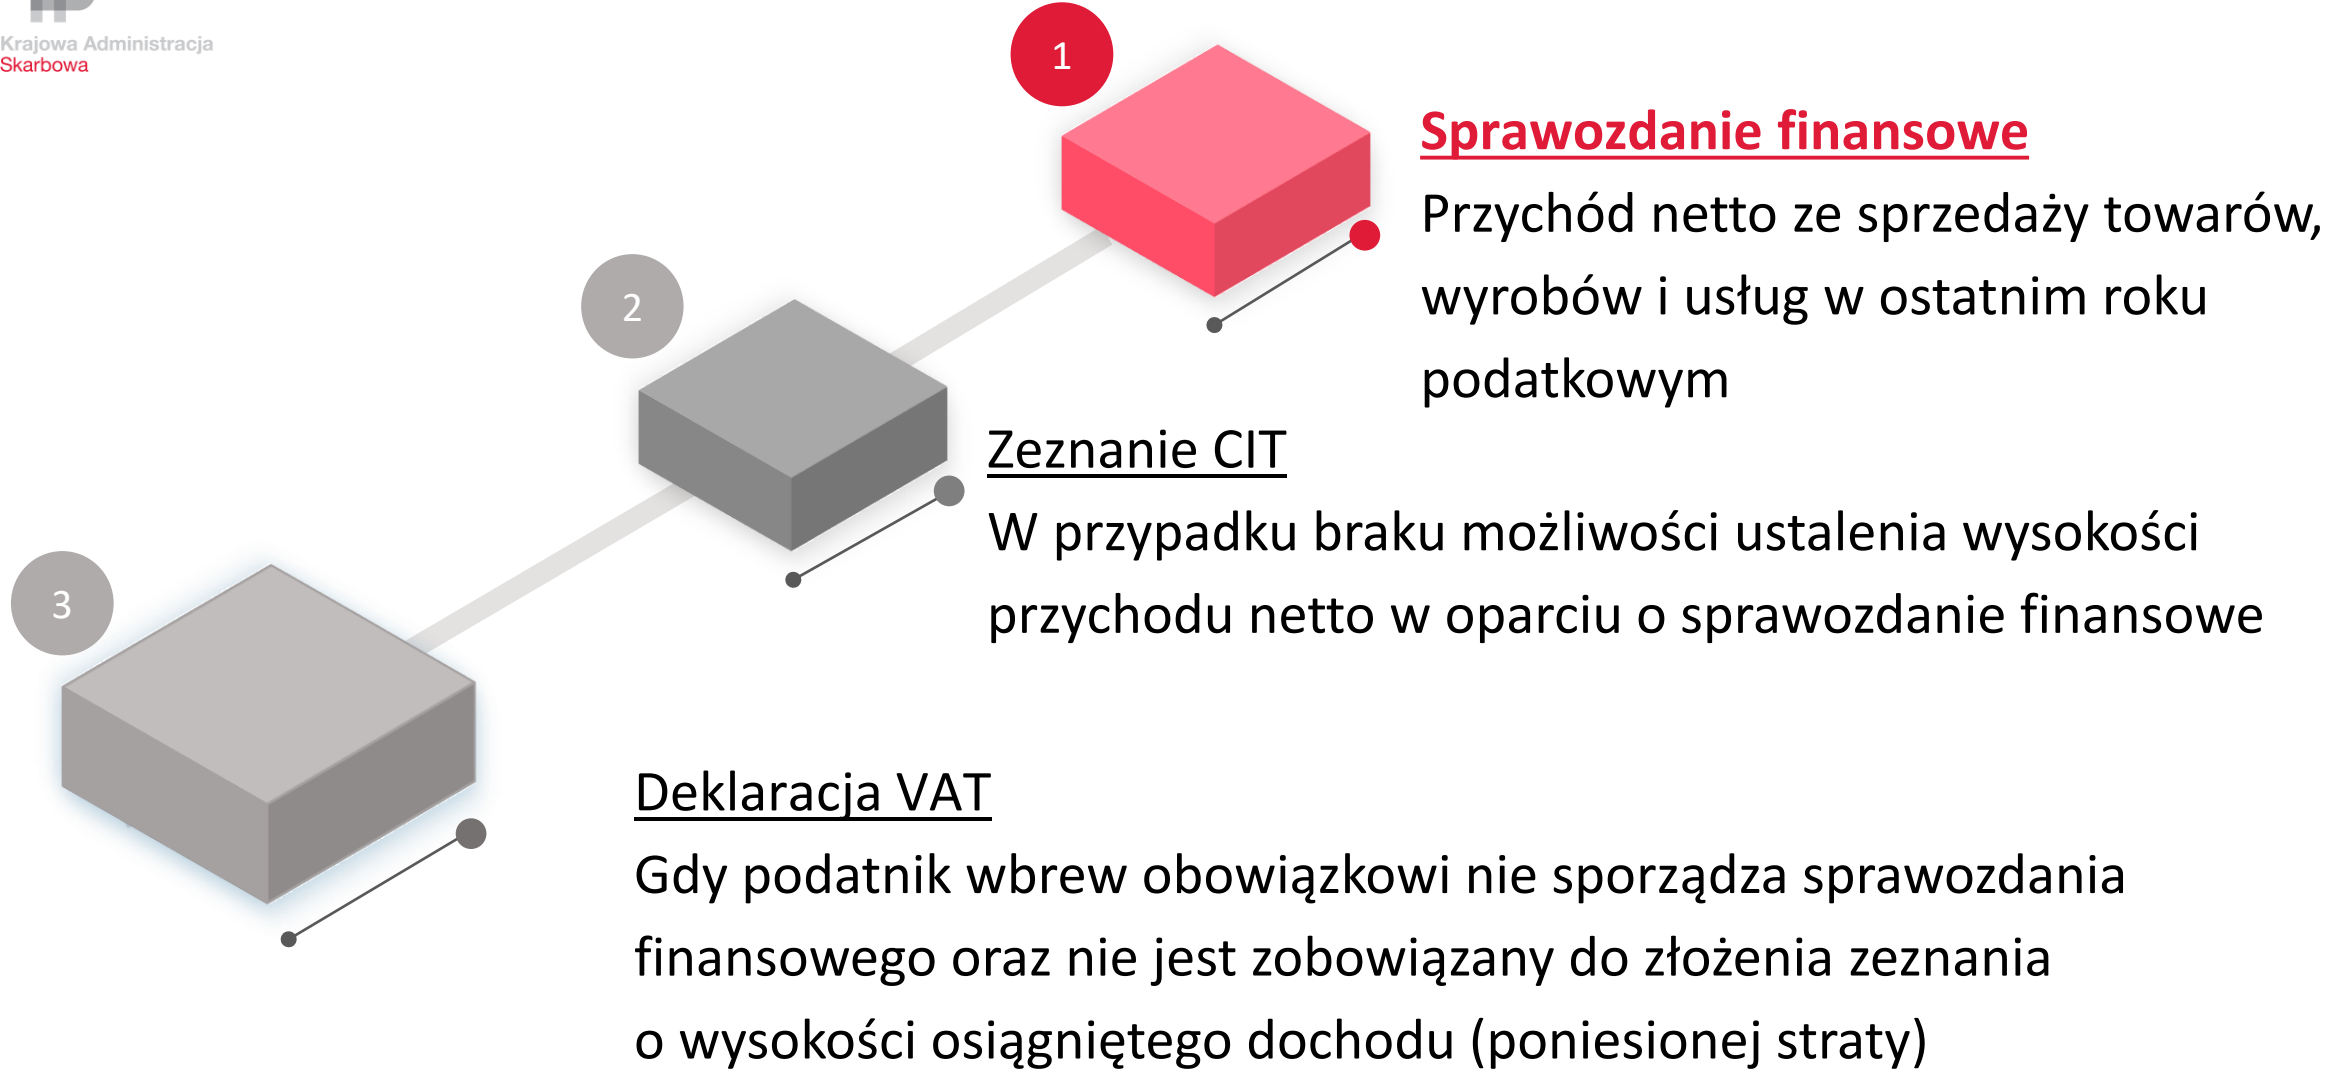 Krajowa Administracja
Skarbowa
1
Sprawozdanie finansowe
Przychód netto ze sprzedaży towarów,
wyrobów i usług w ostatnim roku
podatkowym
2
Zeznanie CIT
W przypadku braku możliwości ustalenia wysokości
przychodu netto w oparciu o sprawozdanie finansowe
3
Deklaracja VAT
Gdy podatnik wbrew obowiązkowi nie sporządza sprawozdania
finansowego oraz nie jest zobowiązany do złożenia zeznania
o wysokości osiągniętego dochodu (poniesionej straty)